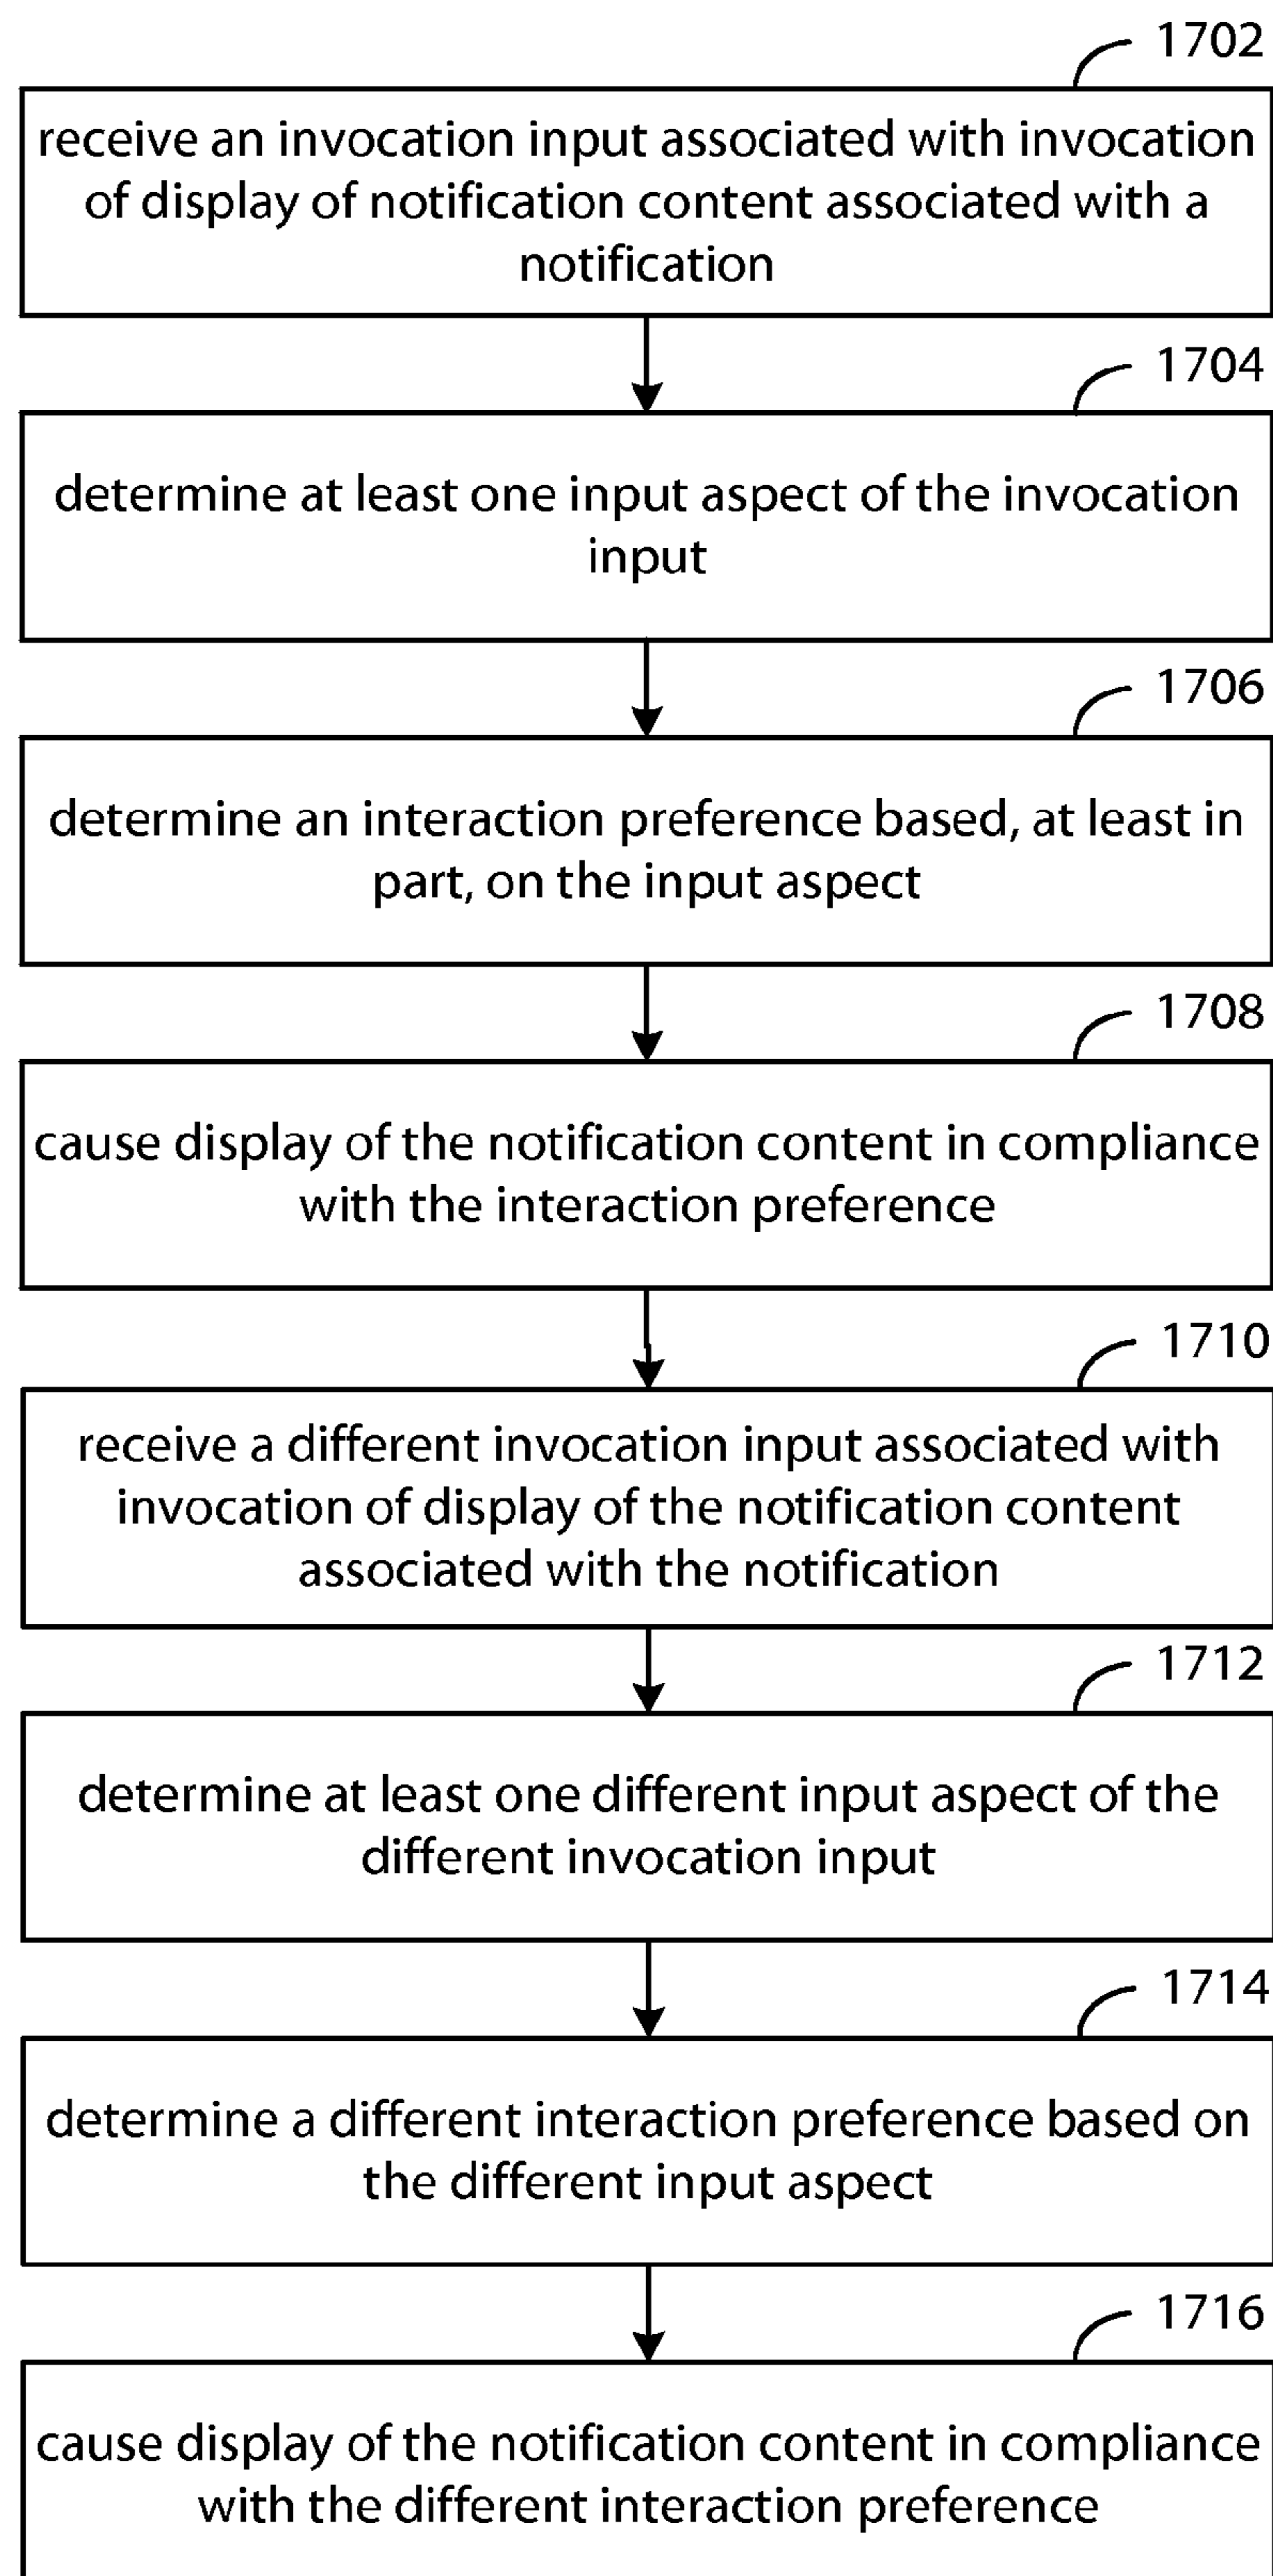 1702
receive an invocation input associated with invocation
of display of notification content associated with a
notification
1704
determine at least one input aspect of the invocation
input
1706
determine an interaction preference based, at least in
part, on the input aspect
1708
cause display of the notification content in compliance
with the interaction preference
1710
receive a different invocation input associated with
invocation of display of the notification content
associated with the notification
1712
determine at least one different input aspect of the
different invocation input
1714
determine a different interaction preference based on
the different input aspect
1716
cause display of the notification content in compliance
with the different interaction preference